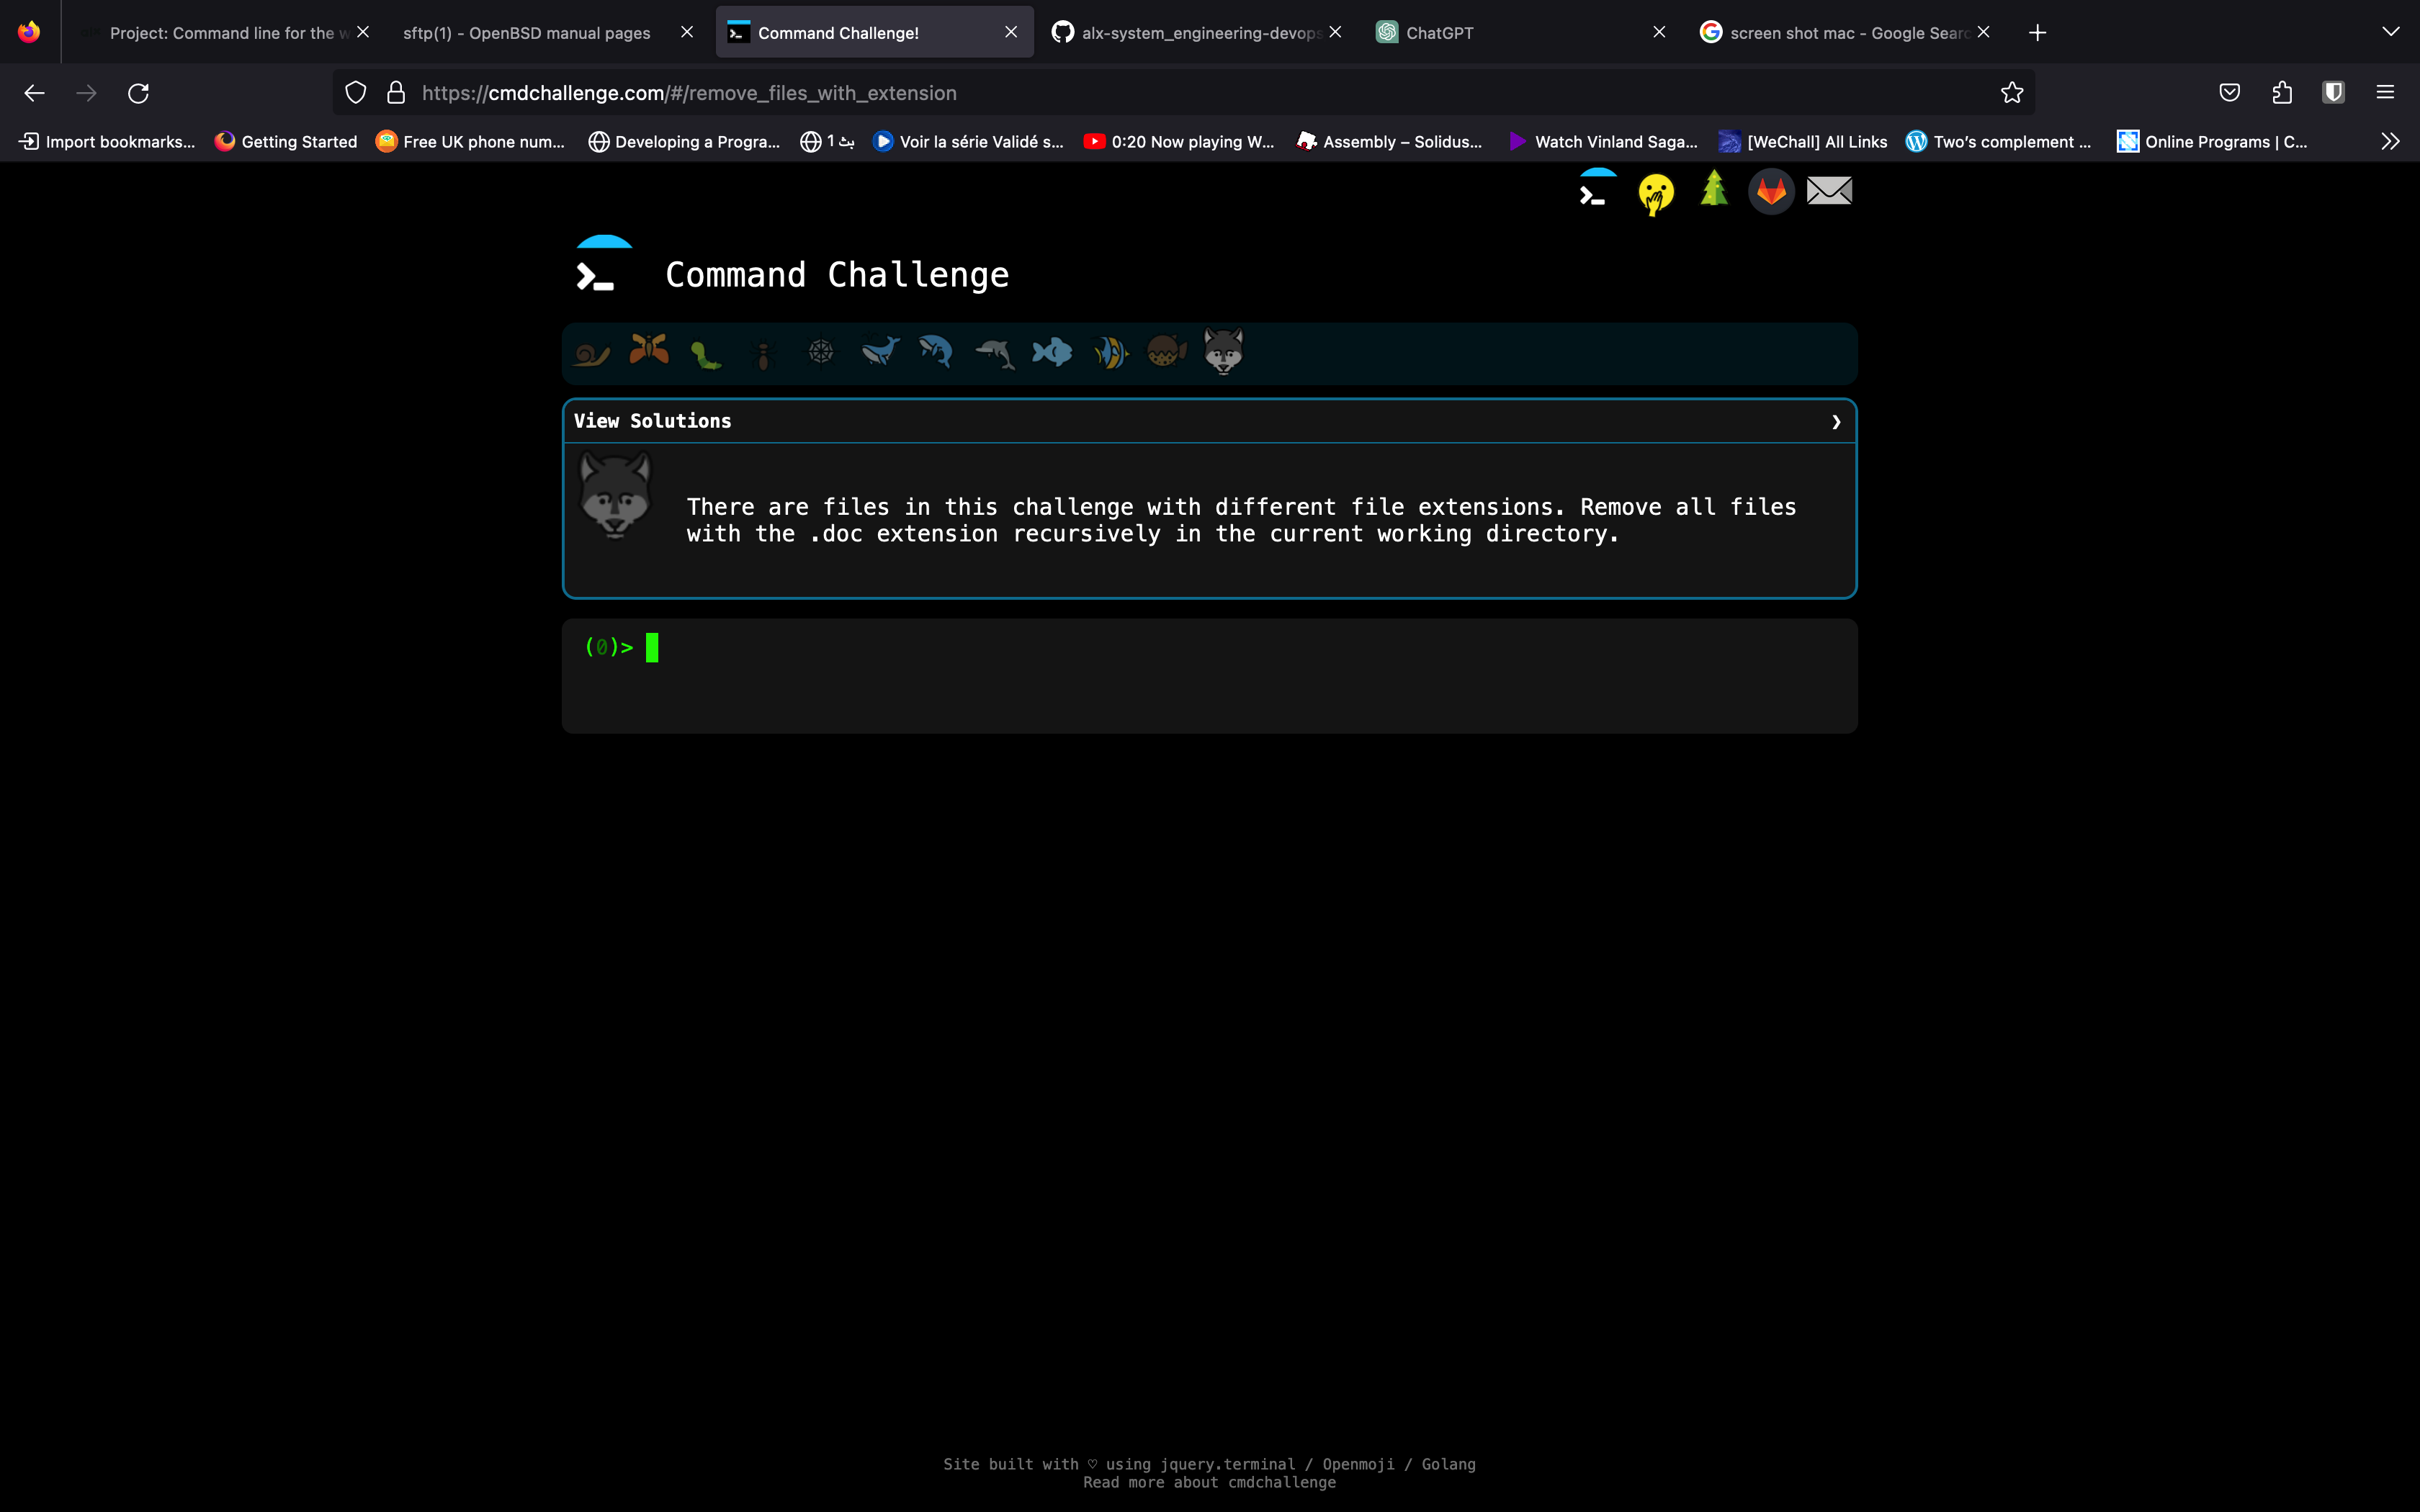 Project: Command line for the w
sftp(1) - OpenBSD manual pages
Command Challenge!
alx-system_engineering-devops
ChatGPT
screen shot mac - Google Searc
https://cmdchallenge.com/#/remove_files_with_extension
Import bookmarks...
Getting Started
Free UK phone num...
Developing a Progra...
بث 1
Voir la série Validé s...
0:20 Now playing W...
Assembly – Solidus...
Watch Vinland Saga...
[WeChall] All Links
Two's complement ...
Online Programs | C...
Command Challenge
View Solutions
There are files in this challenge with different file extensions. Remove all files
with the .doc extension recursively in the current working directory.
(0)>
Site built with ♡ using jquery.terminal / Openmoji / Golang
Read more about cmdchallenge